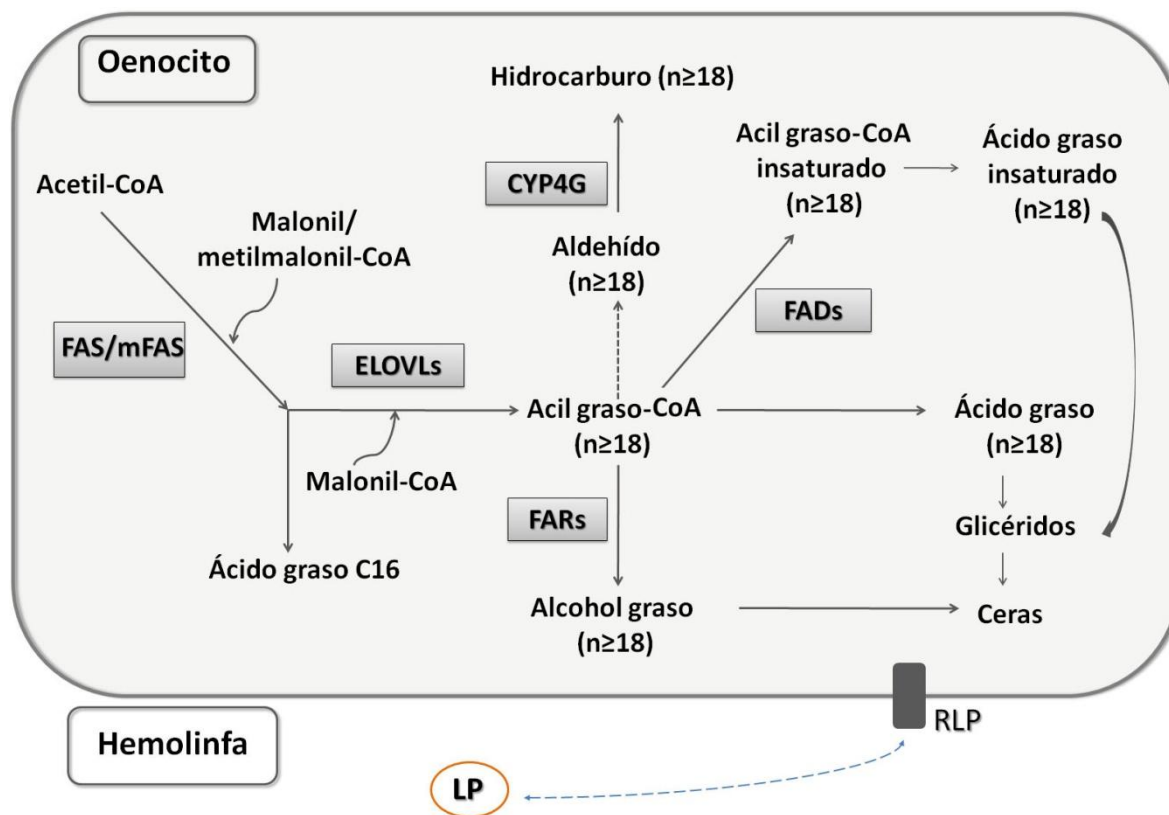 Oenocito
Hidrocarburo (n≥18)
Acil graso-CoA
insaturado
(n≥18)
Ácido graso
insaturado
(n≥18)
Acetil-CoA
CYP4G
Malonil/
metilmalonil-CoA
Aldehído
(n≥18)
FADs
FAS/mFAS
ELOVLs
Acil graso-CoA
(n≥18)
Ácido graso
(n≥18)
Malonil-CoA
FARs
Glicéridos
Ácido graso C16
Alcohol graso
(n≥18)
Ceras
RLP
Hemolinfa
LP